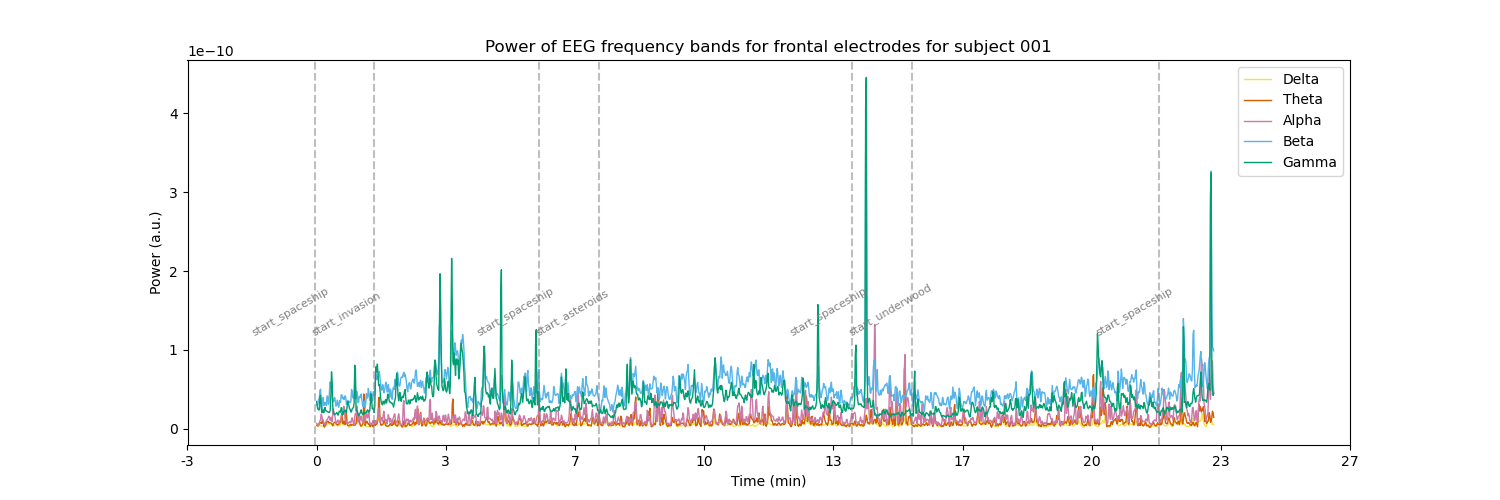 Power of EEG frequency bands for frontal electrodes for subject 001
1e−10
Delta
Theta
Alpha
Beta
Gamma
4
3
2
1
0
Power (a.u.)
start_spaceship
start_invasion
start_spaceship
start_asteroids
start_spaceship
start_underwood
start_spaceship
-3 0 3 7 10 13 17 20 23 27
Time (min)